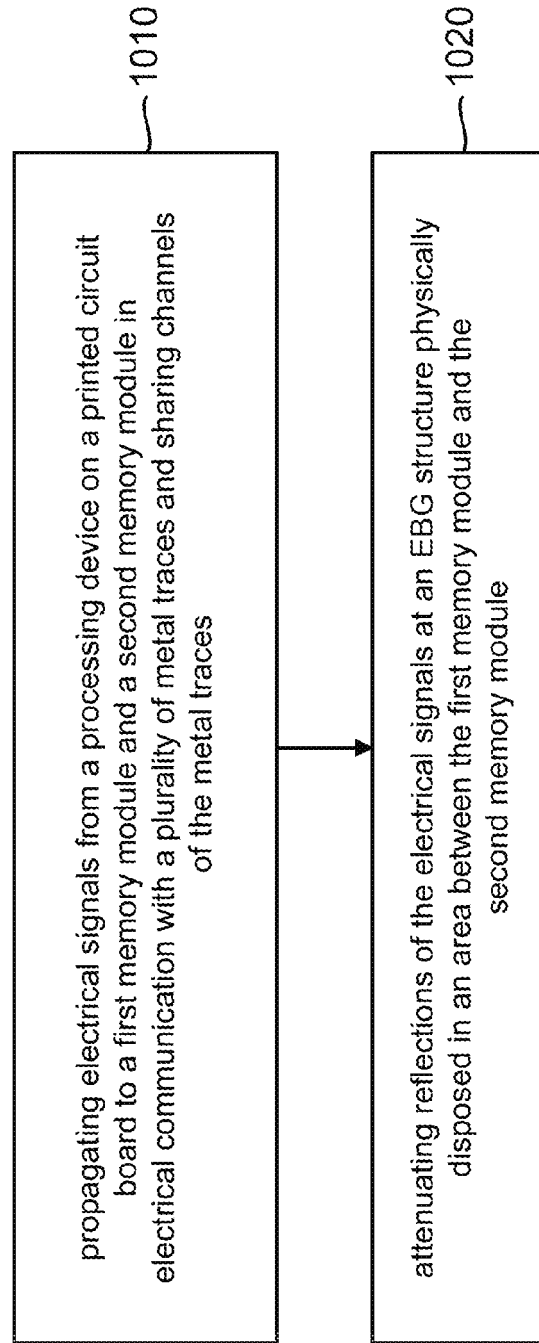 propagating electrical signals from a processing device on a printed circuit
board to a first memory module and a second memory module in
electrical communication with a plurality of metal traces and sharing channels
of the metal traces
1010
attenuating reflections of the electrical signals at an EBG structure physically
disposed in an area between the first memory module and the
second memory module
1020